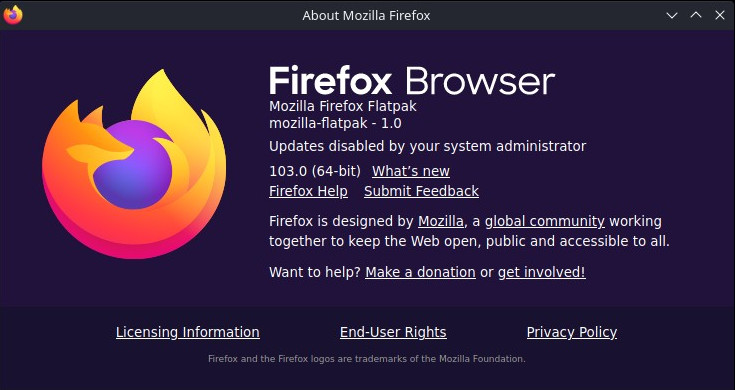 About Mozilla Firefox
Firefox Browser
Mozilla Firefox Flatpak
mozilla-flatpak - 1.0
Updates disabled by your system administrator
103.0 (64-bit) What’s new
Firefox Help Submit Feedback
Firefox is designed by Mozilla, a global community working
together to keep the Web open, public and accessible to all.
Want to help? Make a donation or get involved!
Licensing Information End-User Rights Privacy Policy
Firefox and the Firefox logos are trademarks of the Mozilla Foundation.